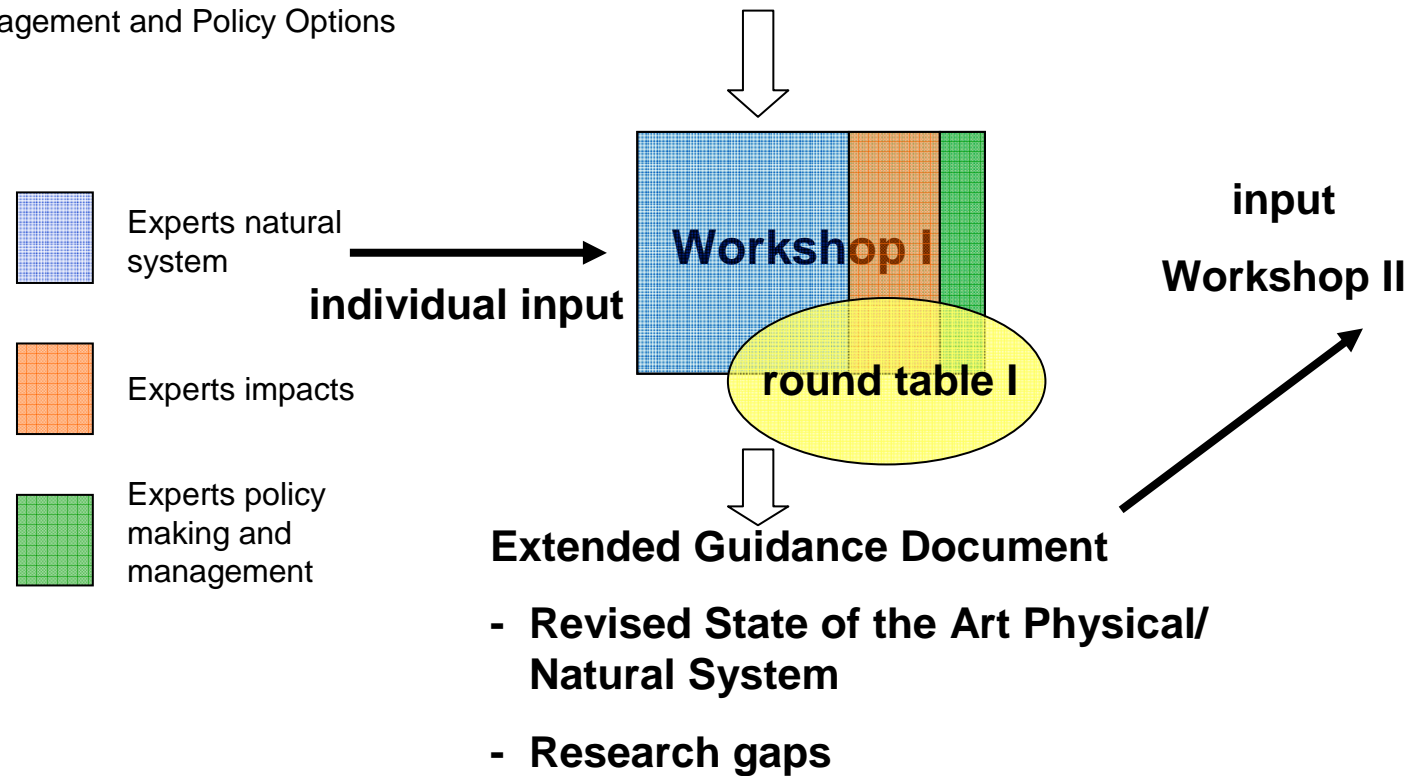 agement and Policy Options
Experts natural
system
individual input
Workshop I
round table I
input
Workshop II
Experts impacts
Experts policy
making and
management
Extended Guidance Document
- Revised State of the Art Physical/
Natural System
- Research gaps